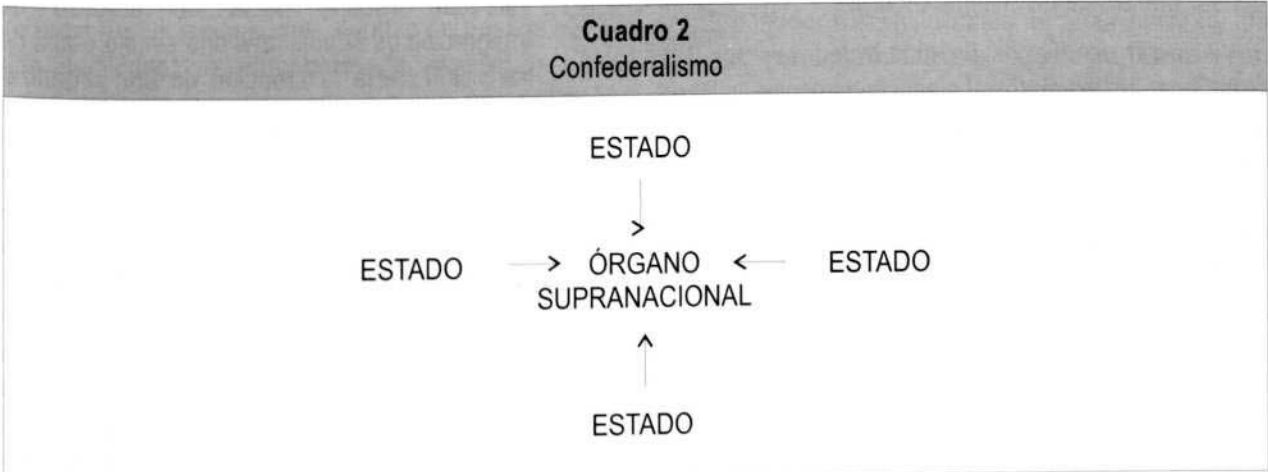 Cuadro 2
Confederalismo
ESTADO
ESTADO ÓRGANO ESTADO
SUPRANACIONAL
ESTADO